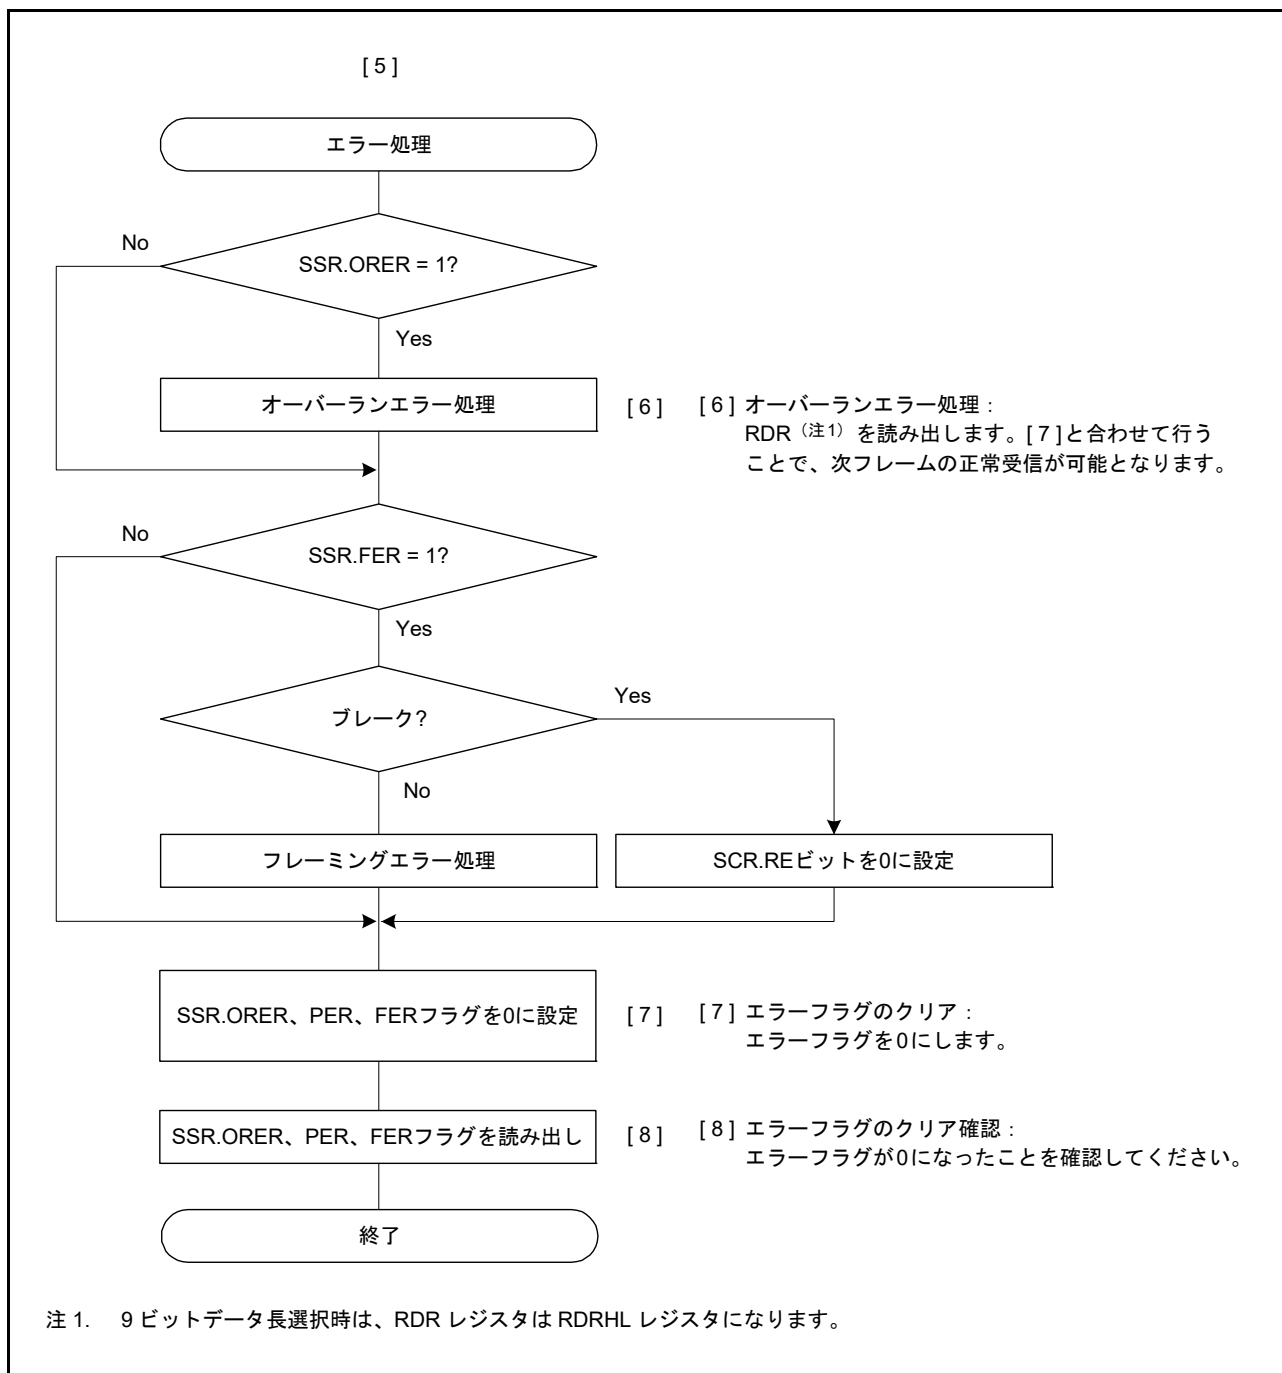 [ 5 ]
エラー処理
No
SSR.ORER = 1?
Yes
オーバーランエラー処理
[ 6 ]
[ 6 ] オーバーランエラー処理：
RDR（注1）を読み出します。[ 7 ]と合わせて行う
ことで、次フレームの正常受信が可能となります。
No
SSR.FER = 1?
Yes
ブレーク?
Yes
No
フレーミングエラー処理
SCR.REビットを0に設定
SSR.ORER、PER、FERフラグを0に設定
[ 7 ]
[ 7 ] エラーフラグのクリア：
エラーフラグを0にします。
SSR.ORER、PER、FERフラグを読み出し
[ 8 ]
[ 8 ] エラーフラグのクリア確認：
エラーフラグが0になったことを確認してください。
終了
注 1. 9 ビットデータ長選択時は、RDR レジスタは RDRHL レジスタになります。